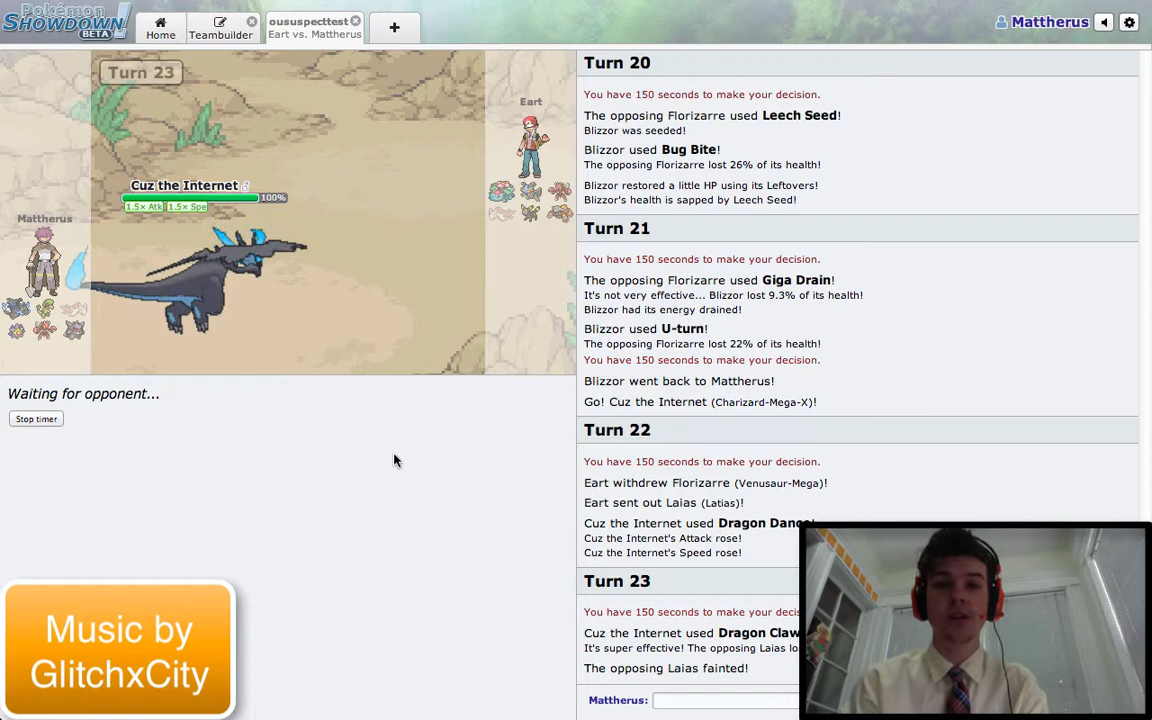 Pokémon
SHOWDOWN!
BETA
Home
Teambuilder
oususpecttest
Eart vs. Mattherus
+
Mattherus
Turn 23
Eart
Cuz the Internet ♂
100%
1.5× Atk 1.5× Spe
Mattherus
Waiting for opponent...
Stop timer
Music by
GlitchxCity
Turn 20
You have 150 seconds to make your decision.
The opposing Florizarre used Leech Seed!
Blizzor was seeded!
Blizzor used Bug Bite!
The opposing Florizarre lost 26% of its health!
Blizzor restored a little HP using its Leftovers!
Blizzor's health is sapped by Leech Seed!
Turn 21
You have 150 seconds to make your decision.
The opposing Florizarre used Giga Drain!
It's not very effective... Blizzor lost 9.3% of its health!
Blizzor had its energy drained!
Blizzor used U-turn!
The opposing Florizarre lost 22% of its health!
You have 150 seconds to make your decision.
Blizzor went back to Mattherus!
Go! Cuz the Internet (Charizard-Mega-X)!
Turn 22
You have 150 seconds to make your decision.
Eart withdrew Florizarre (Venusaur-Mega)!
Eart sent out Laias (Latias)!
Cuz the Internet used Dragon Dance!
Cuz the Internet's Attack rose!
Cuz the Internet's Speed rose!
Turn 23
You have 150 seconds to make your deci
Cuz the Internet used Dragon Claw
It's super effective! The opposing Laias lo
The opposing Laias fainted!
Mattherus: